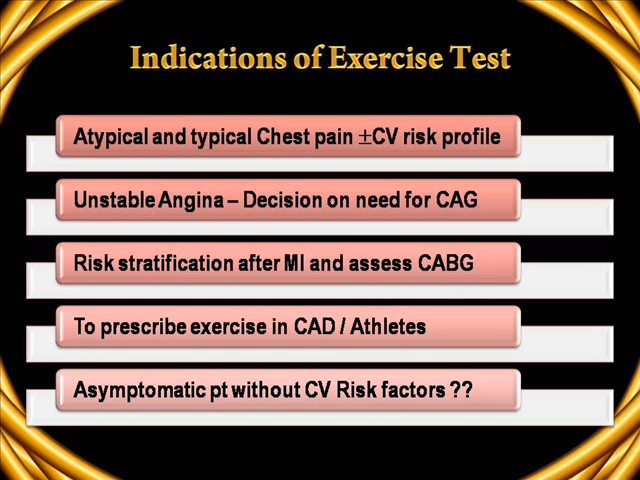 Indications of Exercise Test
Atypical and typical Chest pain ±CV risk profile
Unstable Angina – Decision on need for CAG
Risk stratification after MI and assess CABG
To prescribe exercise in CAD / Athletes
Asymptomatic pt without CV Risk factors ??